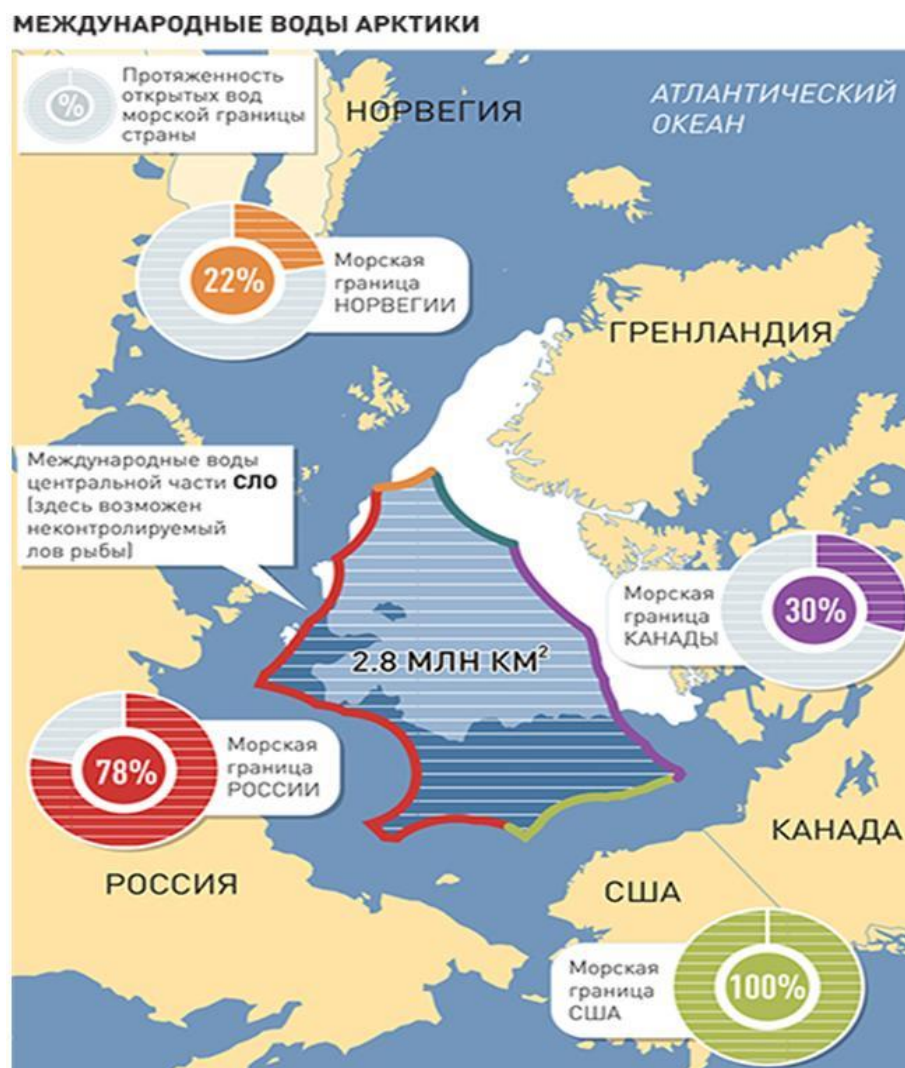 МЕЖДУНАРОДНЫЕ ВОДЫ АРКТИКИ
%
Протяженность
открытых вод
морской границы
страны
НОРВЕГИЯ
АТЛАНТИЧЕСКИЙ
ОКЕАН
22%
Морская
граница
НОРВЕГИИ
ГРЕНЛАНДИЯ
Международные воды
центральной части СЛО
(здесь возможен
неконтролируемый
лов рыбы)
Морская
граница
КАНАДЫ
30%
2.8 МЛН КМ²
78%
Морская
граница
РОССИИ
РОССИЯ
КАНАДА
США
Морская
граница
США
100%